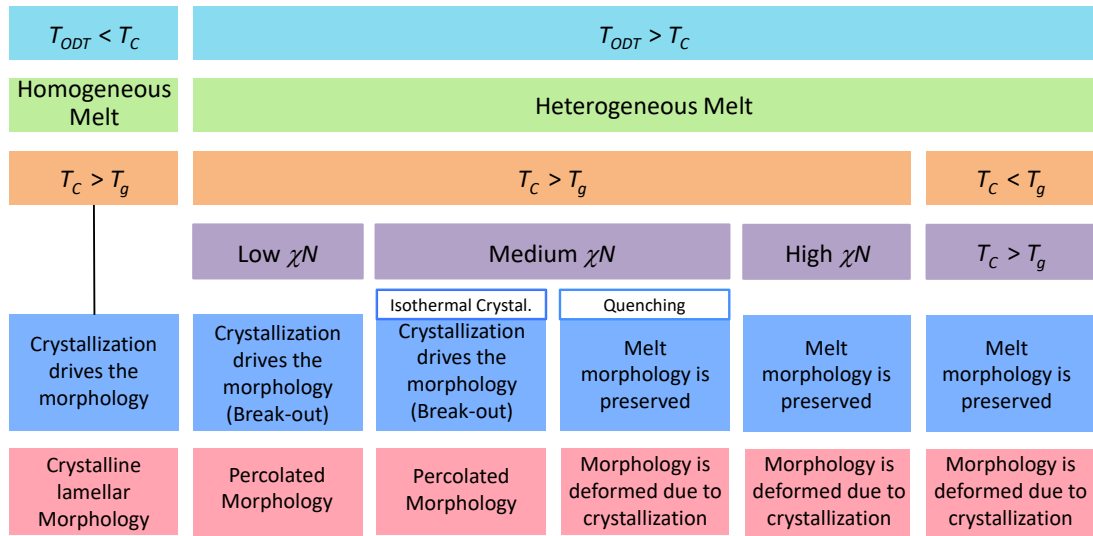 T_ODT < T_C
T_ODT > T_C
Homogeneous
Melt
Heterogeneous Melt
T_C > T_g
T_C > T_g
T_C < T_g
Low χN
Medium χN
High χN
T_C > T_g
Isothermal Crystal.
Quenching
Crystallization
drives the
morphology
Crystallization
drives the
morphology
(Break-out)
Crystallization
drives the
morphology
(Break-out)
Melt
morphology is
preserved
Melt
morphology is
preserved
Melt
morphology is
preserved
Crystalline
lamellar
Morphology
Percolated
Morphology
Percolated
Morphology
Morphology is
deformed due to
crystallization
Morphology is
deformed due to
crystallization
Morphology is
deformed due to
crystallization